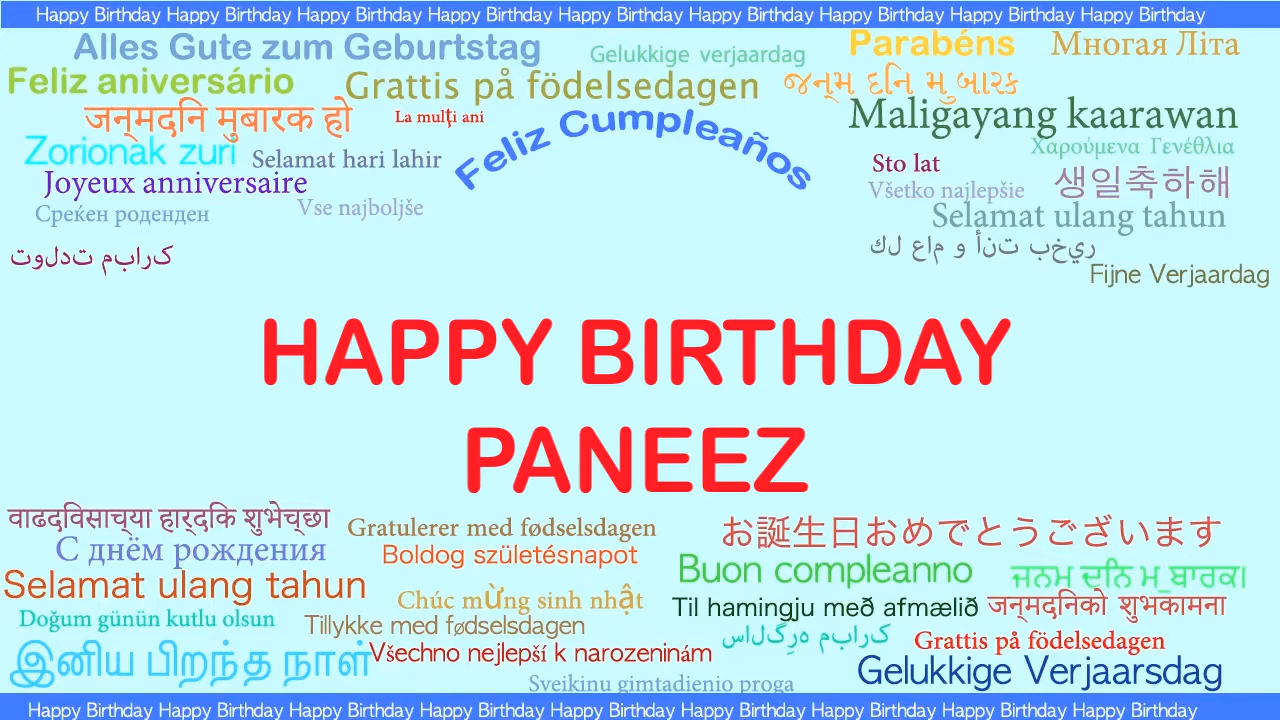 Happy Birthday Happy Birthday Happy Birthday Happy Birthday Happy Birthday Happy Birthday Happy Birthday Happy Birthday Happy Birthday
Alles Gute zum Geburtstag
Gelukkige verjaardag
Parabéns
Многая Літа
Feliz aniversário
Grattis på födelsedagen
જન્મ દનિ મુબારક
जन्मदनि मुबारक हो
La mulţi ani
Feliz Cumpleaños
Maligayang kaarawan
Zorionak zuri
Selamat hari lahir
Χαρούμενα Γενέθλια
Joyeux anniversaire
Sto lat
Všetko najlepšie
생일축하해
Среќен роденден
Vse najboljše
Selamat ulang tahun
تولدت مبارک
كل عام و أنت بخير
Fijne Verjaardag
HAPPY BIRTHDAY
PANEEZ
वाढदविसाच्या हार्दकि शुभेच्छा
Gratulerer med fødselsdagen
お誕生日おめでとうございます
С днём рождения
Boldog születésnapot
Buon compleanno
ਜਨਮ ਦਨਿ ਮੁਬਾਰਕ।
Selamat ulang tahun
Chúc mừng sinh nhật
Til hamingju með afmælið
जन्मदनिको शुभकामना
Doğum günün kutlu olsun
Tillykke med fødselsdagen
سالگرہ مبارک
Grattis på födelsedagen
இனிய பிறந்த நாள்
Všechno nejlepší k narozeninám
Gelukkige Verjaarsdag
Sveikinu gimtadienio proga
Happy Birthday Happy Birthday Happy Birthday Happy Birthday Happy Birthday Happy Birthday Happy Birthday Happy Birthday Happy Birthday